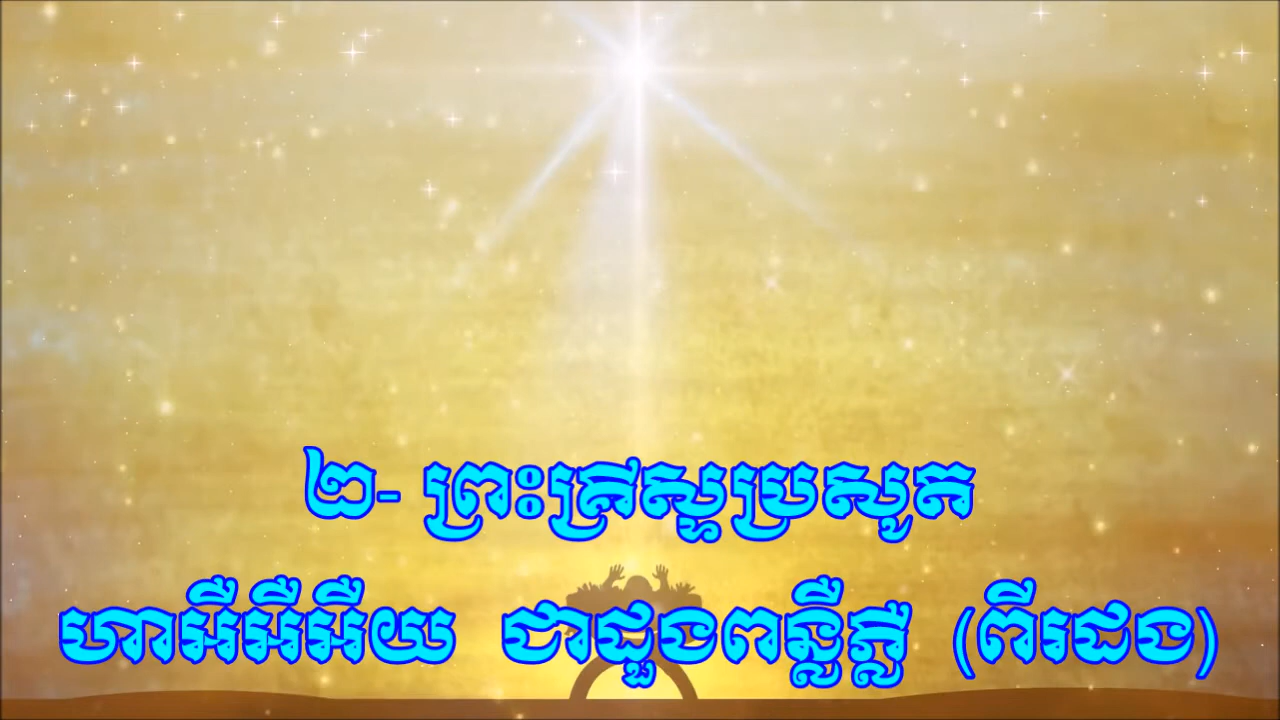 ២- ព្រះគ្រីស្ទប្រសូត
ហាអឺអឺអឺយ ជាដួងពន្លឺភ្លឺ (ពីរដង)